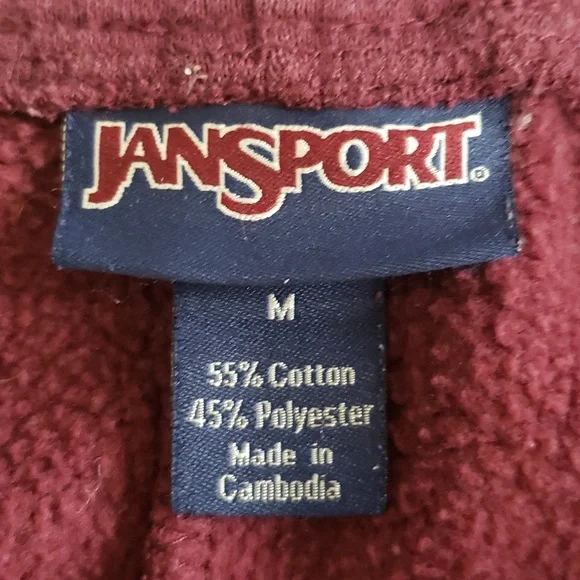 JANSPORT®
M
55% Cotton
45% Polyester
Made in
Cambodia